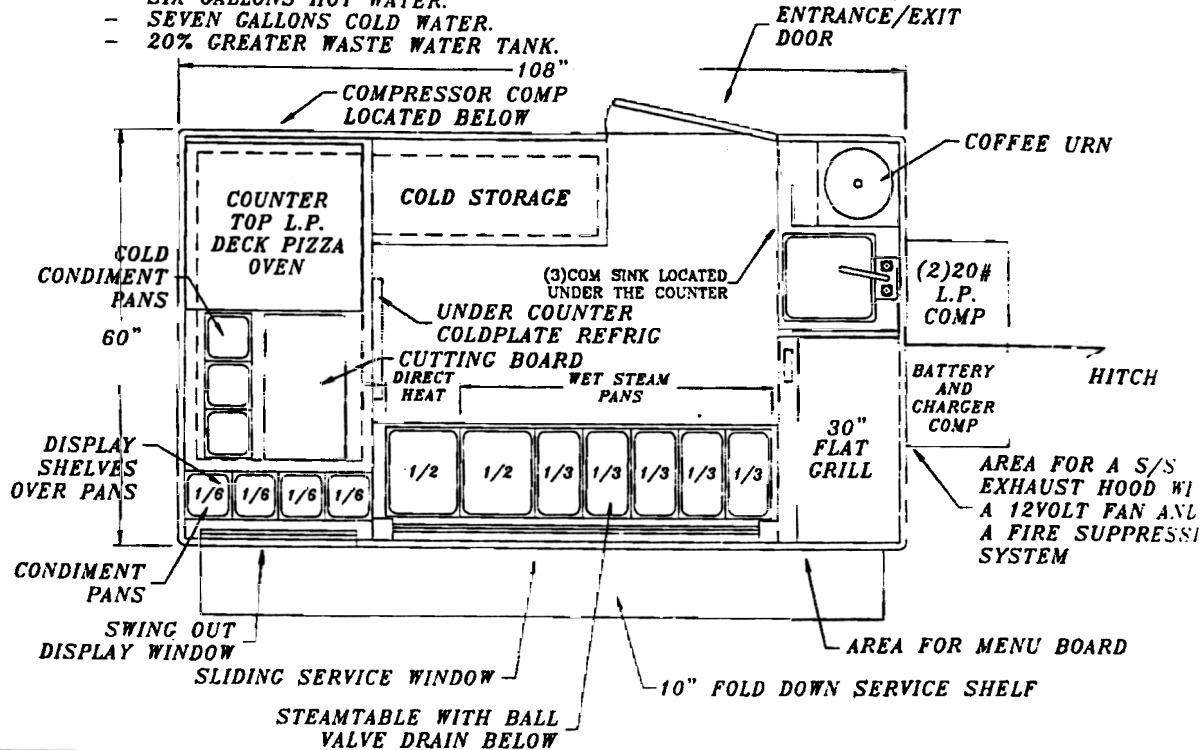 - SIX GALLONS HOT WATER.
- SEVEN GALLONS COLD WATER.
- 20% GREATER WASTE WATER TANK.
ENTRANCE/EXIT
DOOR
108"
COMPRESSOR COMP
LOCATED BELOW
COFFEE URN
COUNTER
TOP L.P.
DECK PIZZA
OVEN
COLD STORAGE
COLD
CONDIMENT
PANS
60"
(3)COM SINK LOCATED
UNDER THE COUNTER
(2)20#
L.P.
COMP
UNDER COUNTER
COLDPLATE REFRIG
CUTTING BOARD
DIRECT
HEAT
WET STEAM
PANS
HITCH
BATTERY
AND
CHARGER
COMP
30"
FLAT
GRILL
DISPLAY
SHELVES
OVER PANS
1/6 1/6 1/6 1/6
1/2 1/2 1/3 1/3 1/3 1/3 1/3
AREA FOR A S/S
EXHAUST HOOD
A 12VOLT FAN
A FIRE
SYSTEM
CONDIMENT
PANS
SWING OUT
DISPLAY WINDOW
AREA FOR MENU BOARD
SLIDING SERVICE WINDOW
10" FOLD DOWN SERVICE SHELF
STEAMTABLE WITH BALL
VALVE DRAIN BELOW